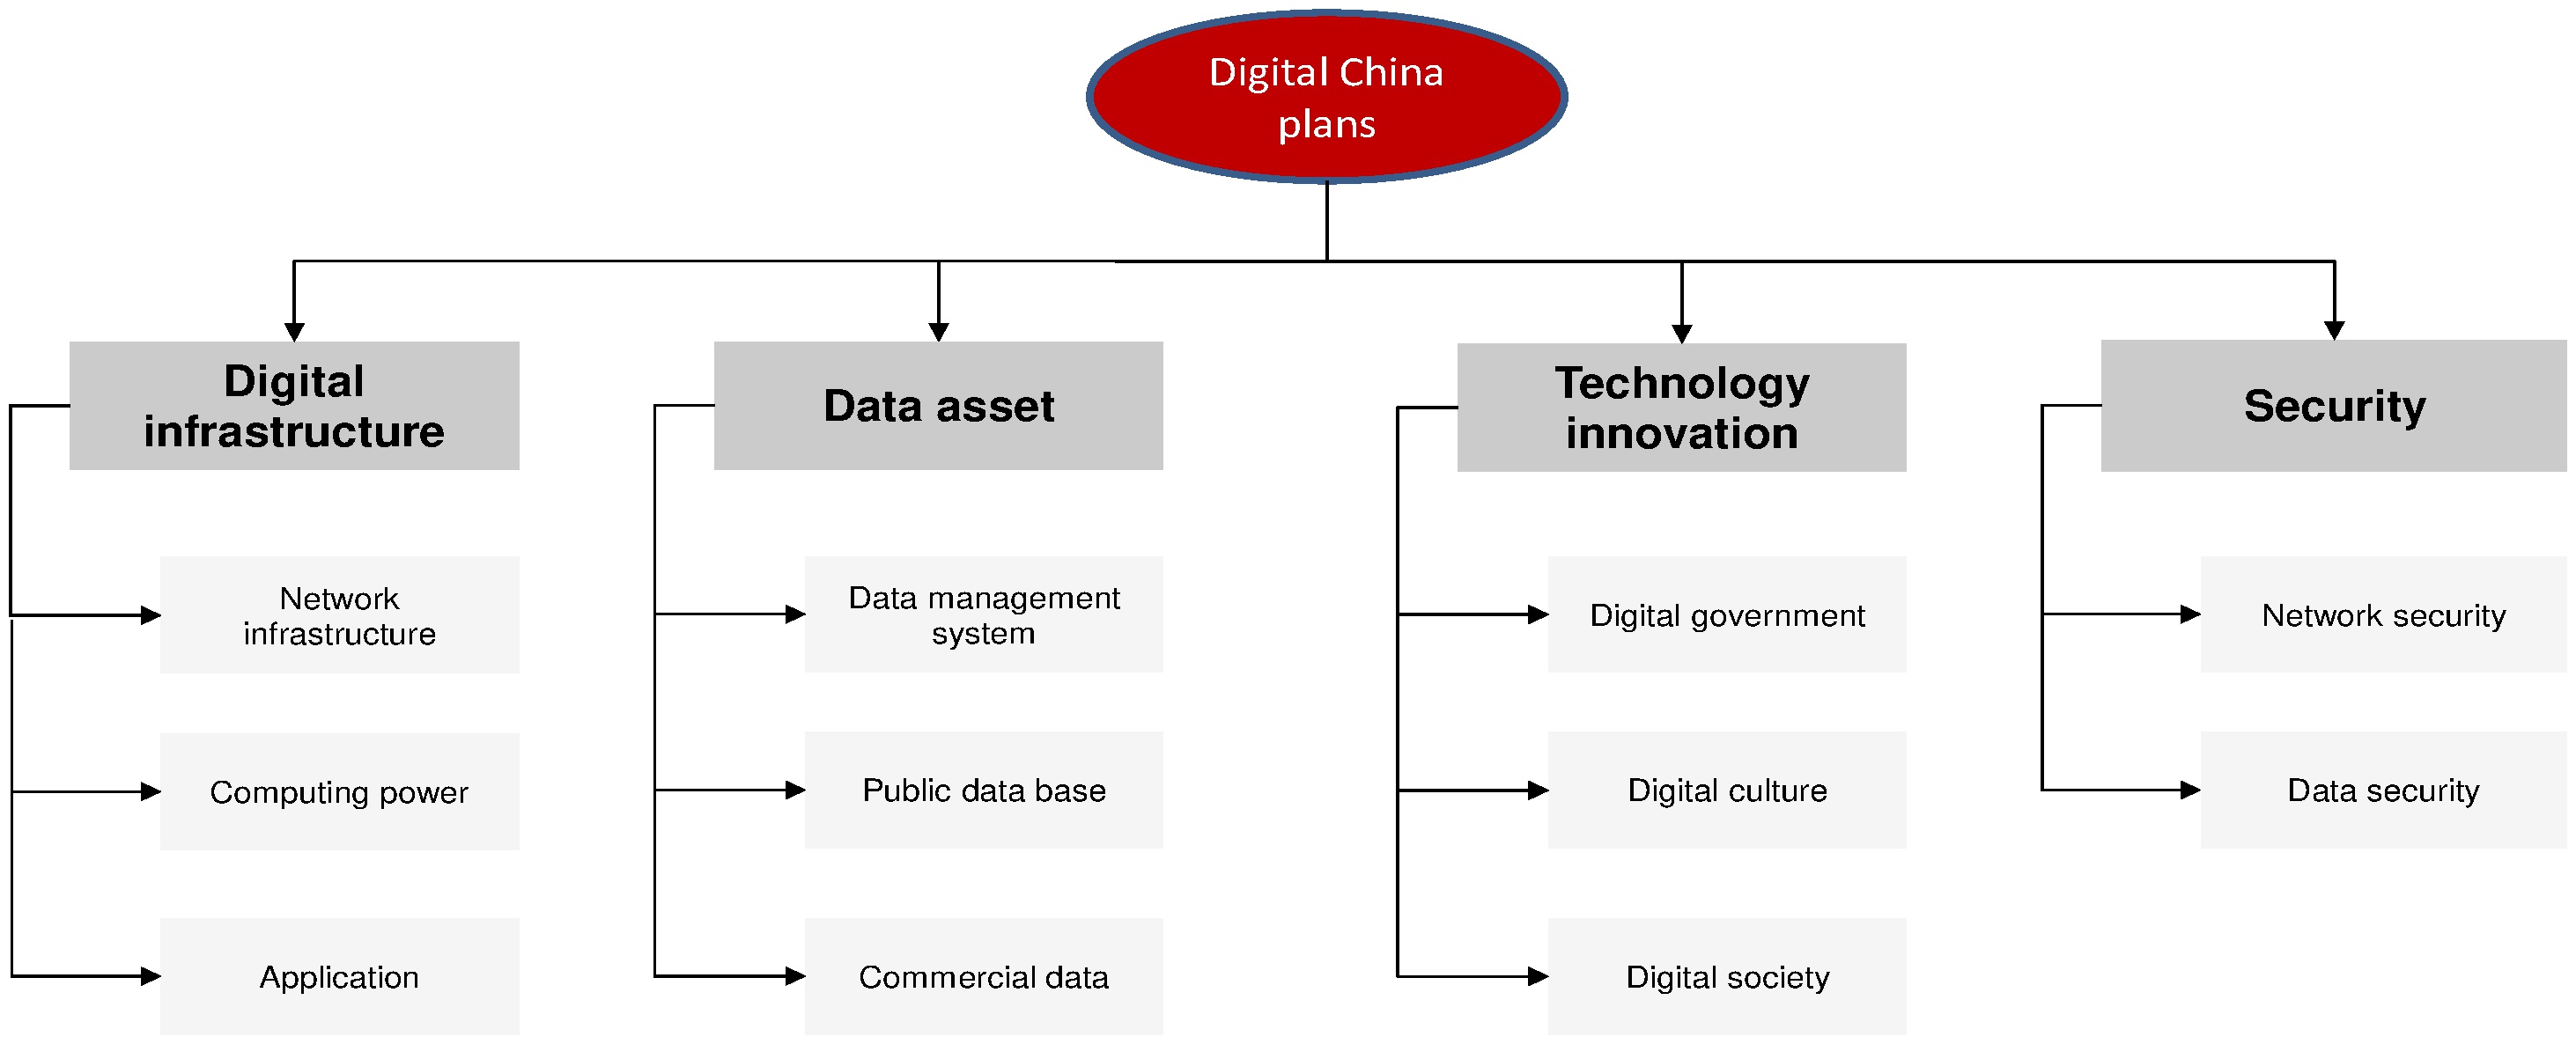 Digital China
plans
Digital
infrastructure
Network
infrastructure
Computing power
Application
Data asset
Data management
system
Public data base
Commercial data
Technology
innovation
Digital government
Digital culture
Digital society
Security
Network security
Data security